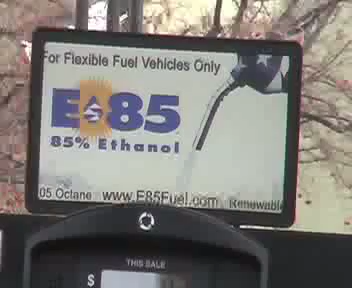 For Flexible Fuel Vehicles Only
E85
85% Ethanol
05 Octane www.E85Fuel.com Renewable
THIS SALE
$